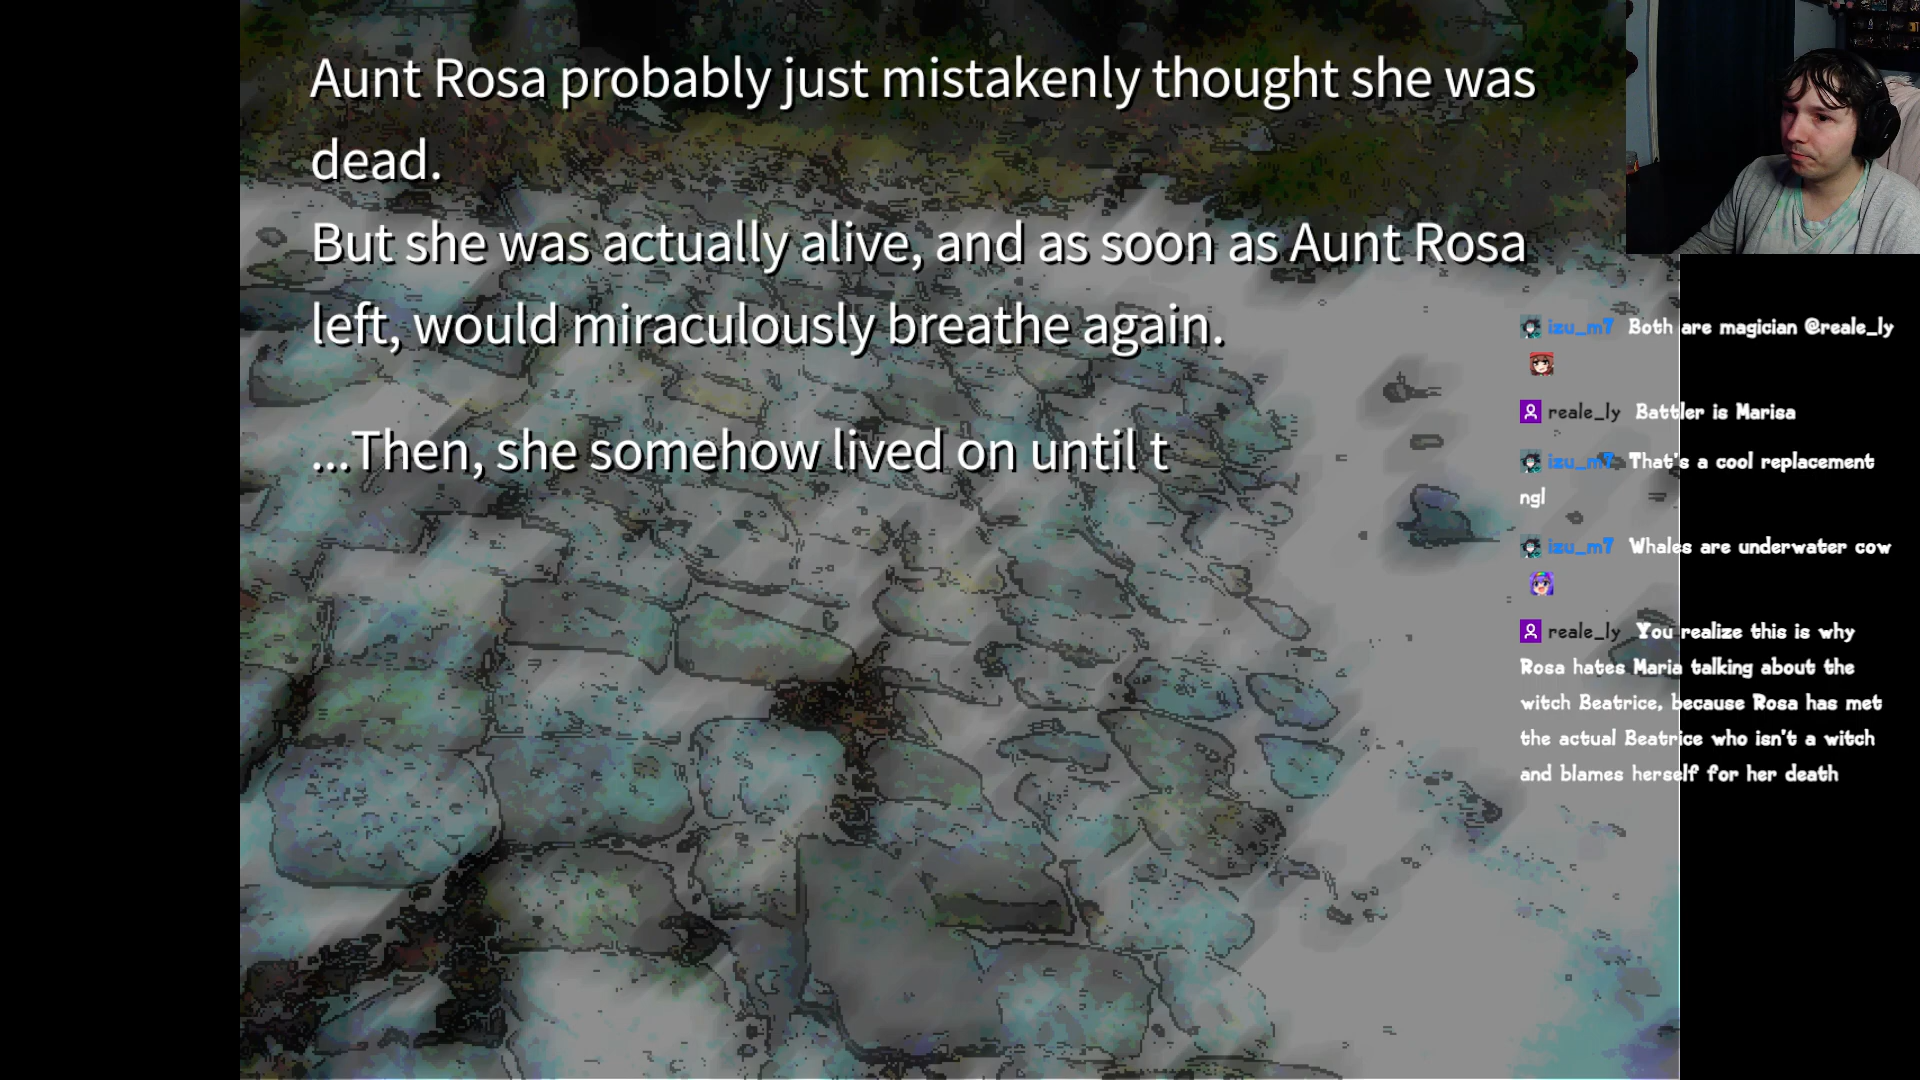 Aunt Rosa probably just mistakenly thought she was
dead.
But she was actually alive, and as soon as Aunt Rosa
left, would miraculously breathe again.
...Then, she somehow lived on until t
izu_m7 Both are magician @reale_ly
reale_ly Battler is Marisa
izu_m7 That's a cool replacement
ngl
izu_m7 Whales are underwater cow
reale_ly You realize this is why
Rosa hates Maria talking about the
witch Beatrice, because Rosa has met
the actual Beatrice who isn't a witch
and blames herself for her death